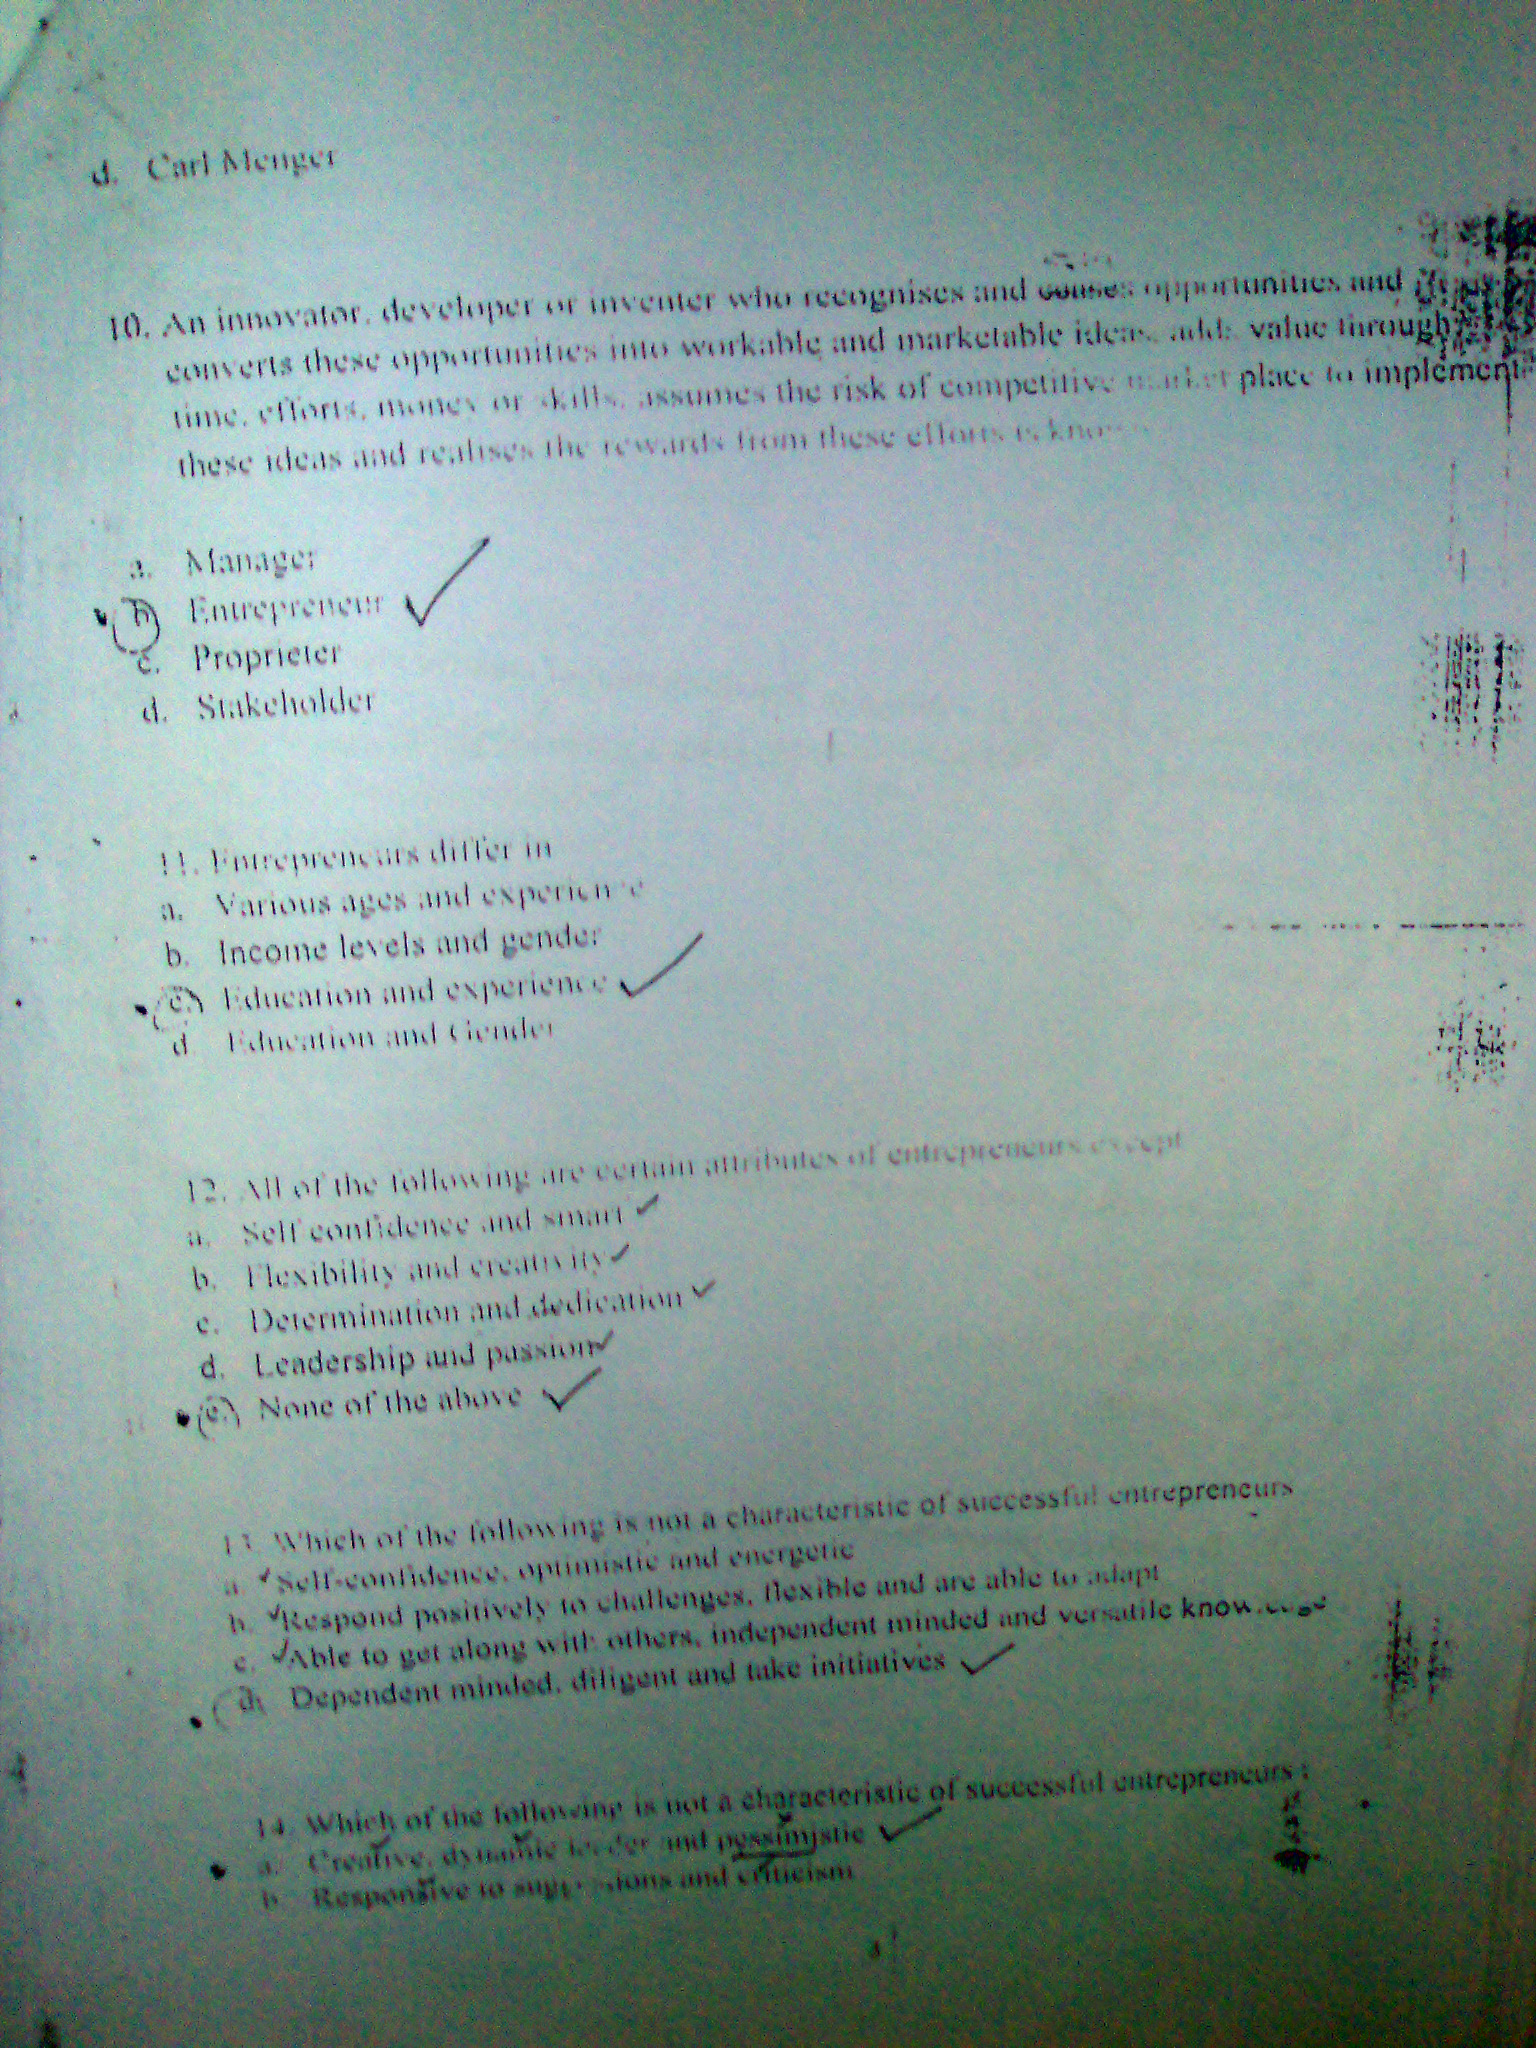 d. Carl Menger
10. An innovator, developer or inventer who recognises and opportunities and
converts these opportunities into workable and marketable ideas, adds value through
time, efforts, money or skills, assumes the risk of competitive market place to implement
these ideas and realises the rewards from these efforts is
a. Manager
b Entrepreneur
c. Proprieter
d. Stakeholder
11. Entrepreneurs differ in
a. Various ages and experience
b. Income levels and gender
c. Education and experience
d Education and Gender
12. All of the following are certain attributes of entrepreneurs except
a. Self confidence and smart
b. Flexibility and creativity
c. Determination and dedication
d. Leadership and passion
e. None of the above
13 Which of the following is not a characteristic of successful entrepreneurs
a Self-confidence, optimistic and energetic
b. Respond positively to challenges, flexible and are able to adapt
c. Able to get along with others, independent minded and versatile knowledge
d Dependent minded, diligent and take initiatives
14. Which of the following is not a characteristic of successful entrepreneurs :
a. Creative, dynamic leader and pessimistic
b Responsive to and criticism